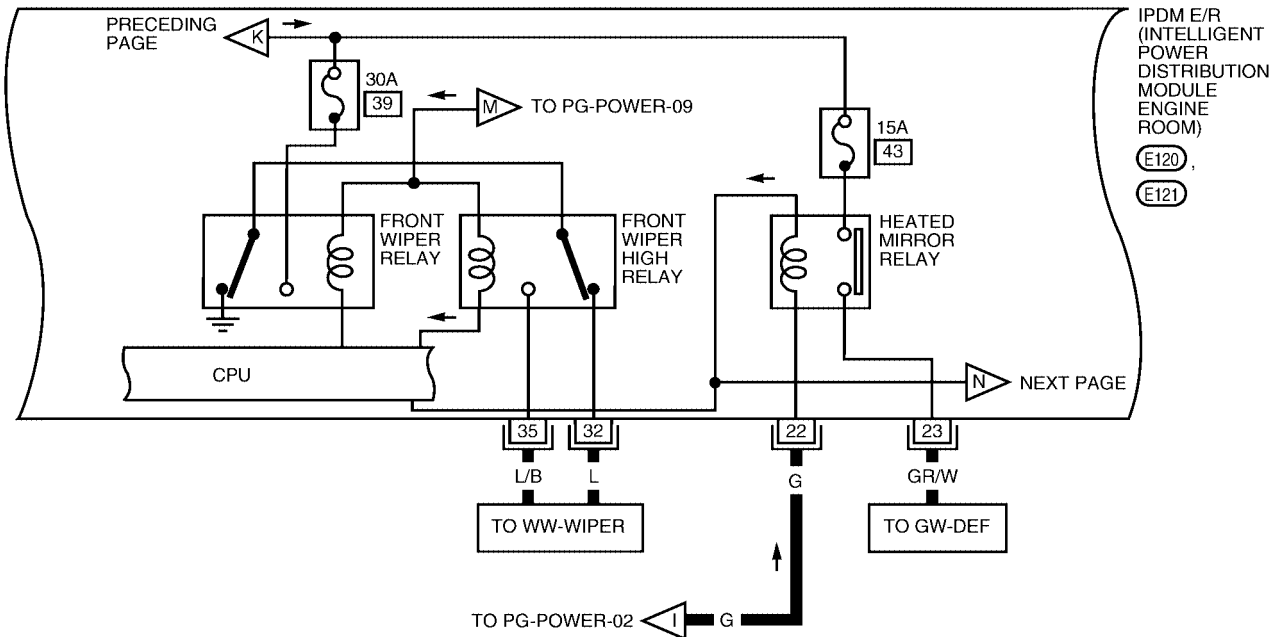 PRECEDING
PAGE
K
30A
39
M
TO PG-POWER-09
15A
43
IPDM E/R
(INTELLIGENT
POWER
DISTRIBUTION
MODULE
ENGINE
ROOM)
E120 ,
E121
FRONT
WIPER
RELAY
FRONT
WIPER
HIGH
RELAY
HEATED
MIRROR
RELAY
CPU
N
NEXT PAGE
35
32
22
23
L/B
L
G
GR/W
TO WW-WIPER
TO GW-DEF
TO PG-POWER-02
I
G